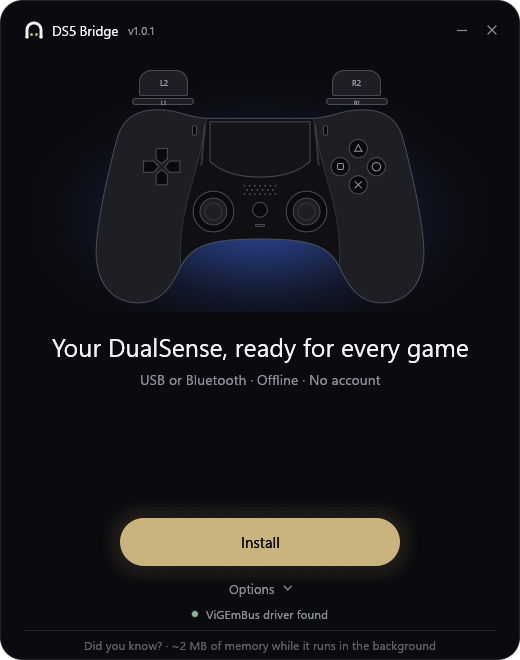 DS5 Bridge v1.0.1
L2 R2
L1 R1
Your DualSense, ready for every game
USB or Bluetooth · Offline · No account
Install
Options
ViGEmBus driver found
Did you know? · ~2 MB of memory while it runs in the background